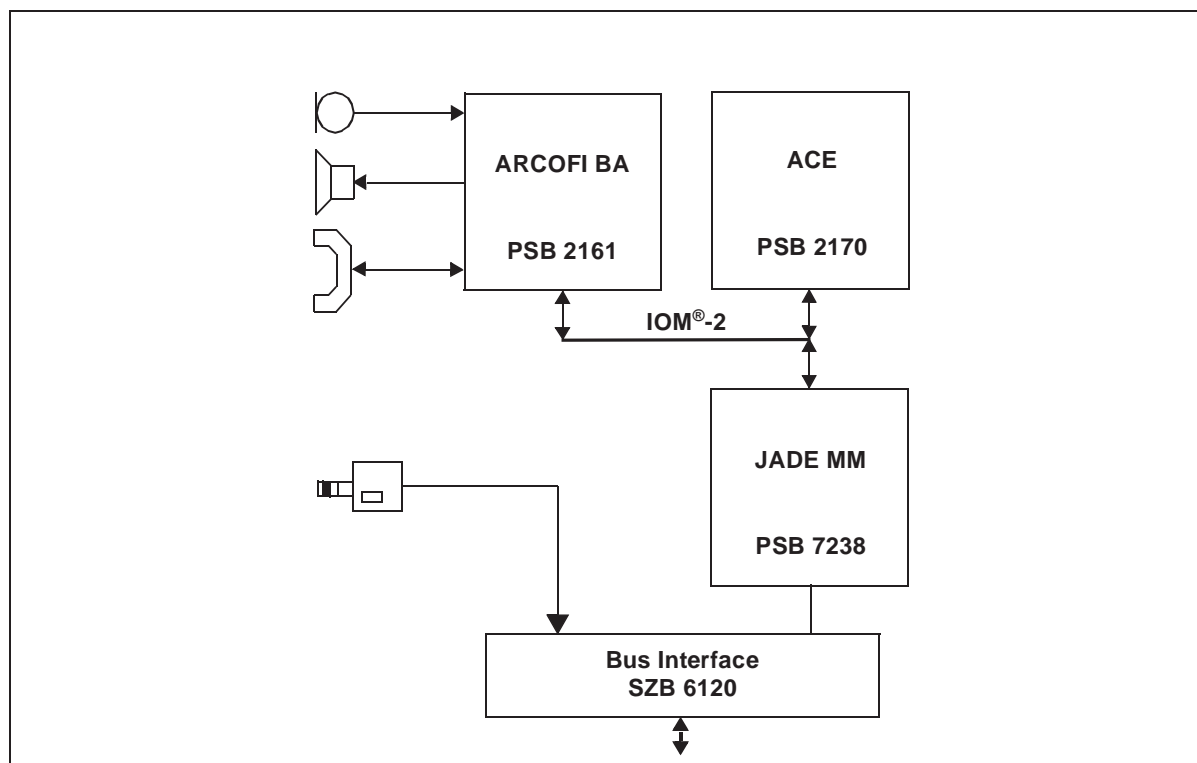 ARCOFI BA
PSB 2161
ACE
PSB 2170
IOM®-2
JADE MM
PSB 7238
Bus Interface
SZB 6120